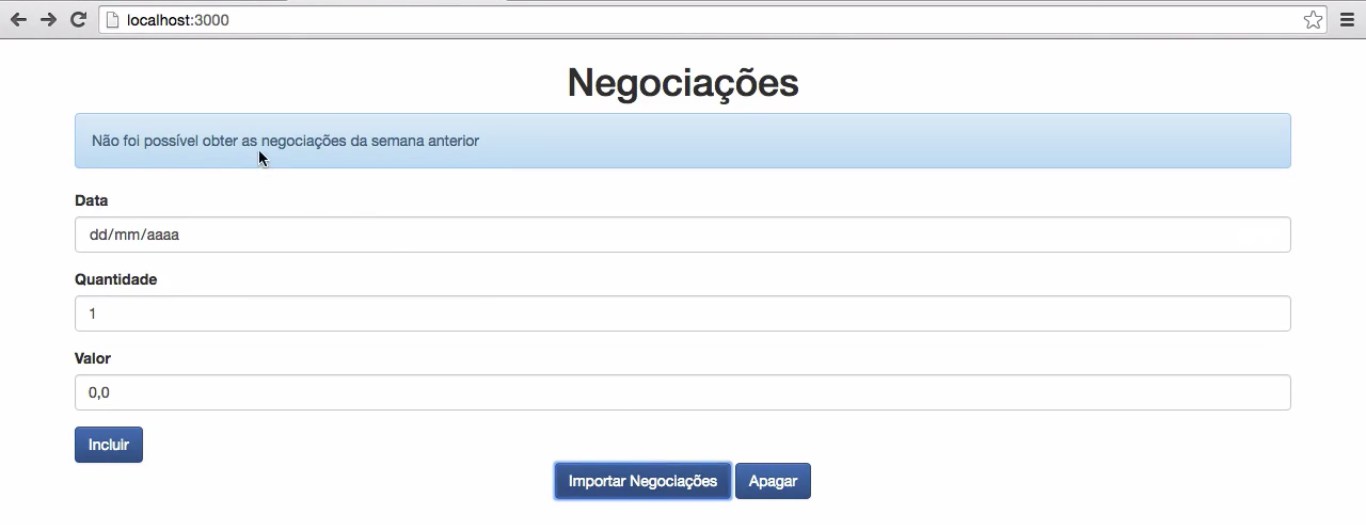 localhost:3000
Negociações
Não foi possível obter as negociações da semana anterior
Data
dd/mm/aaaa
Quantidade
1
Valor
0,0
Incluir
Importar Negociações Apagar